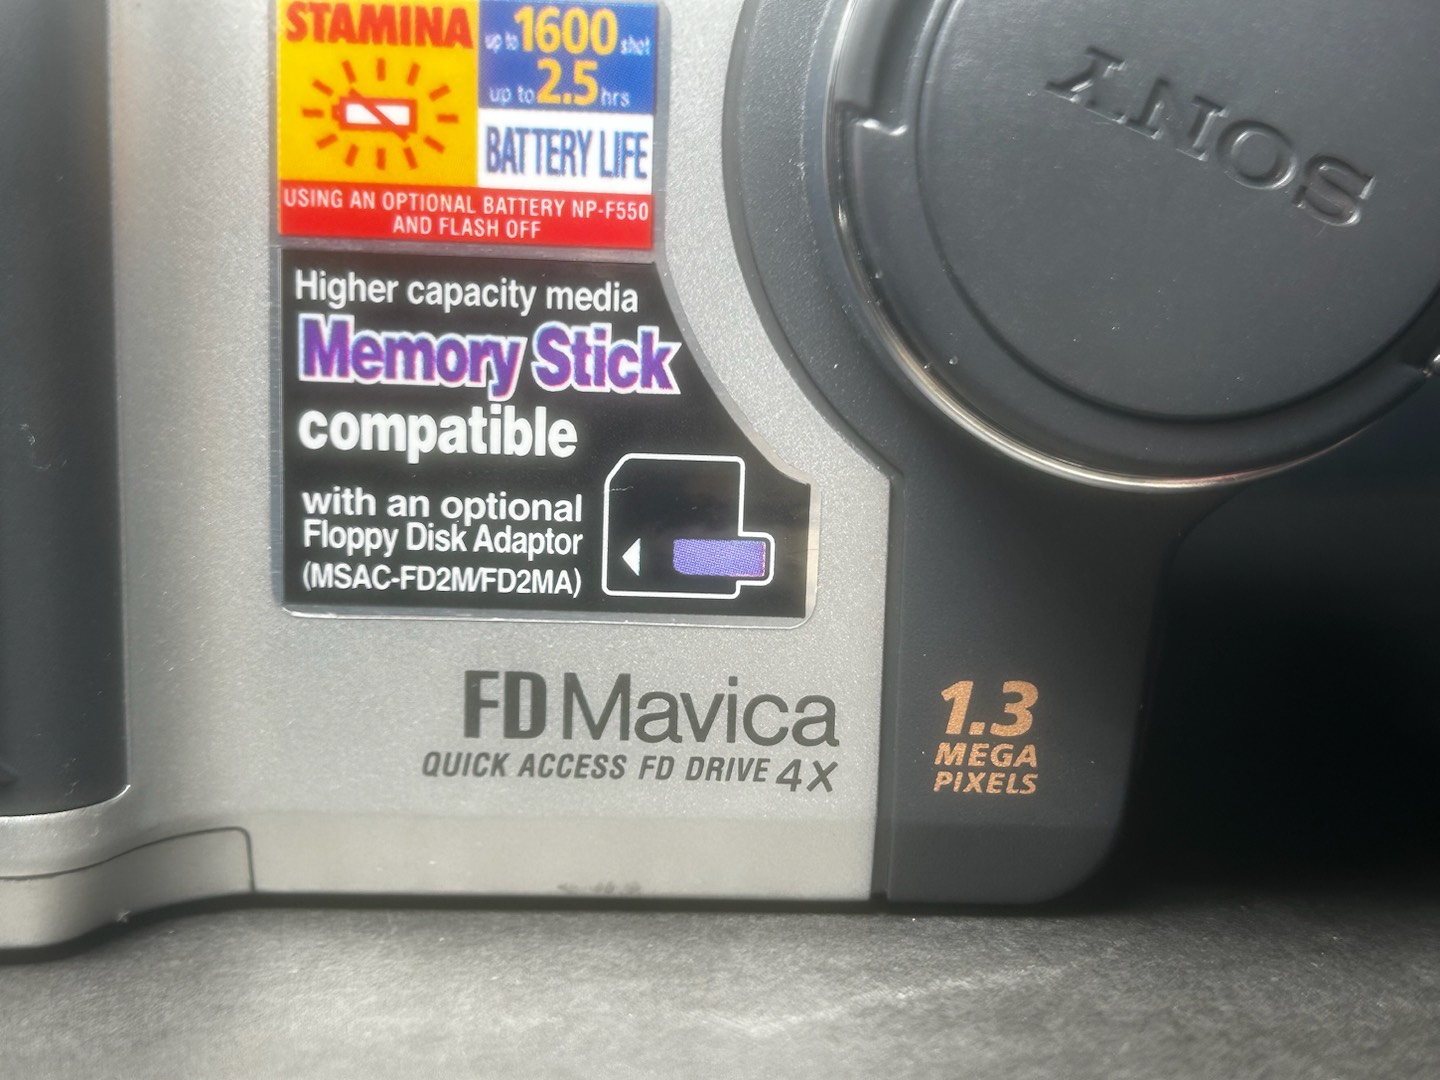 STAMINA
up to 1600 shot
up to 2.5 hrs
BATTERY LIFE
USING AN OPTIONAL BATTERY NP-F550
AND FLASH OFF
SONY
Higher capacity media
Memory Stick
compatible
with an optional
Floppy Disk Adaptor
(MSAC-FD2M/FD2MA)
FD Mavica
QUICK ACCESS FD DRIVE 4X
1.3
MEGA
PIXELS